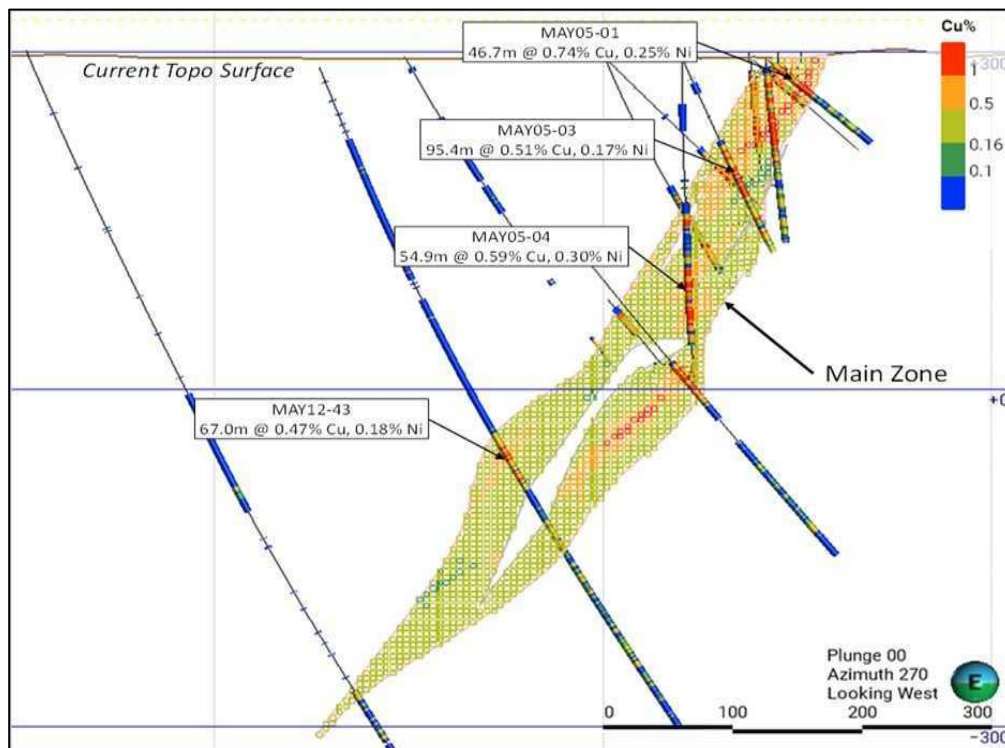 MAY05-01
46.7m @ 0.74% Cu, 0.25% Ni
Cu%
Current Topo Surface
+300
1
0.5
0.16
0.1
MAY05-03
95.4m @ 0.51% Cu, 0.17% Ni
MAY05-04
54.9m @ 0.59% Cu, 0.30% Ni
Main Zone
+0
MAY12-43
67.0m @ 0.47% Cu, 0.18% Ni
Plunge 00
Azimuth 270
Looking West
E
0 100 200 300
-300